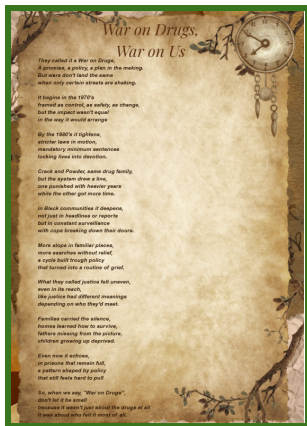 War on Drugs,
War on Us
They called it a War on Drugs,
A promise, a policy, a plan in the making.
But wars don't land the same
when only certain streets are shaking.
It begins in the 1970's
framed as control, as safety, as change,
but the impact wasn't equal
in the way it would arrange
By the 1980's it tightens,
stricter laws in motion,
mandatory minimum sentences
locking lives into devotion.
Crack and Powder, same drug family,
but the system drew a line,
one punished with heavier years
while the other got more time.
In Black communities it deepens,
not just in headlines or reports
but in constant surveillance
with cops breaking down their doors.
More stops in familiar places,
more searches without relief,
a cycle built trough policy
that turned into a routine of grief.
What they called justice felt uneven,
even in its reach,
like justice had different meanings
depending on who they'd meet.
Families carried the silence,
homes learned how to survive,
fathers missing from the picture,
children growing up deprived.
Even now it echoes,
in prisons that remain full,
a pattern shaped by policy
that still feels hard to pull
So, when we say, "War on Drugs",
don't let it be small
because it wasn't just about the drugs at all
It was about who felt it most of all.